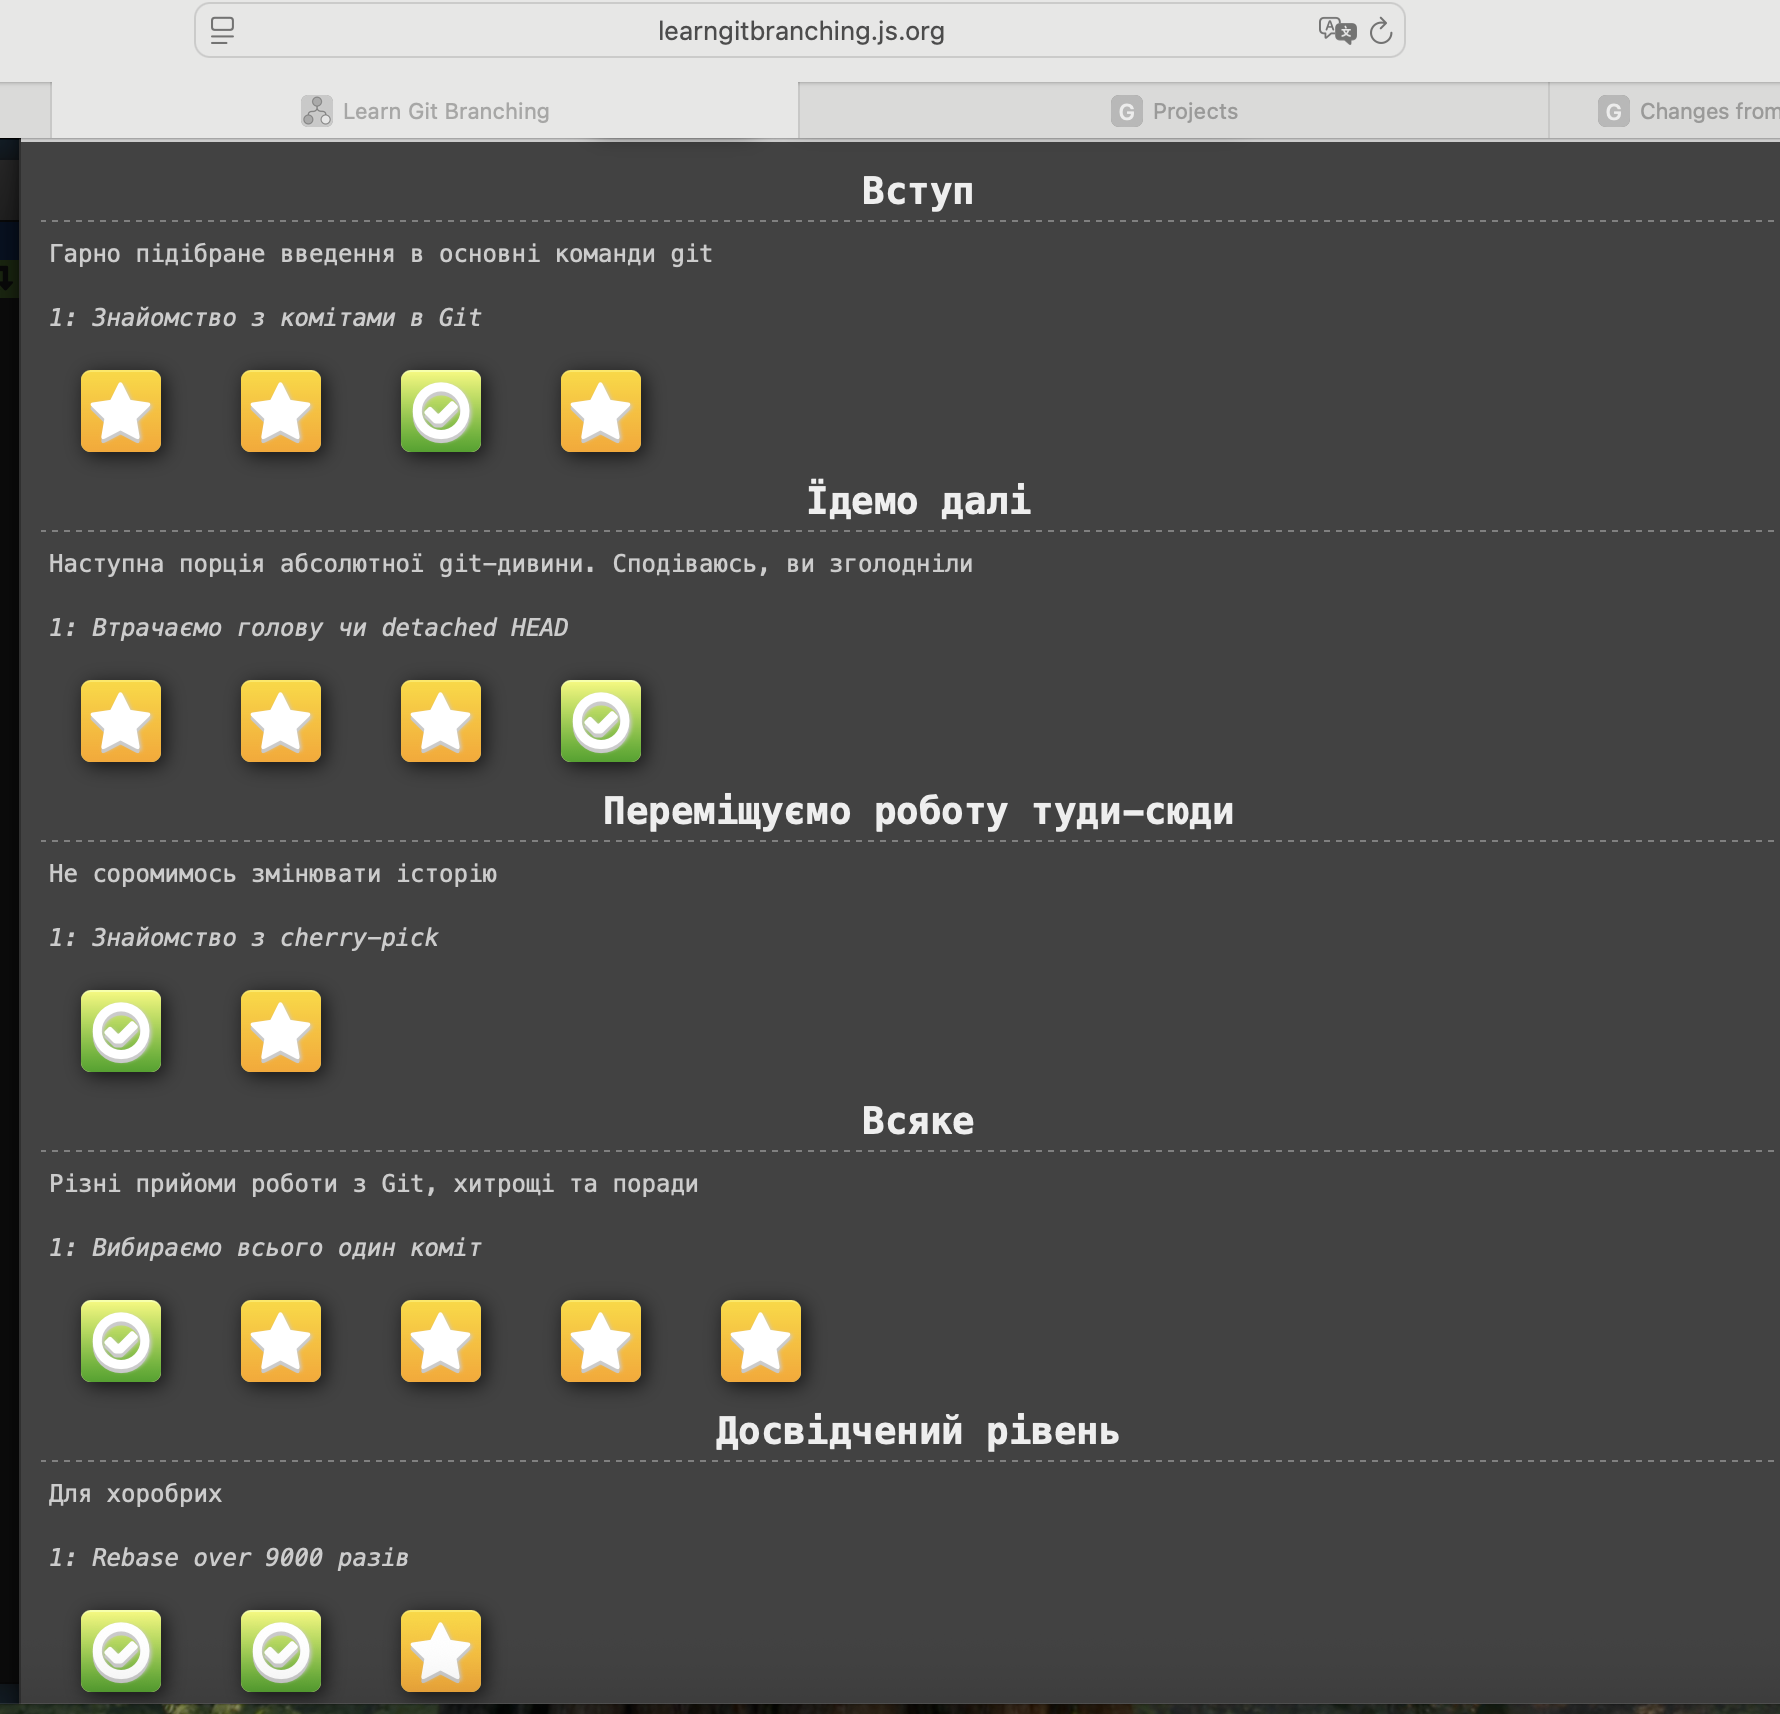 learngitbranching.js.org
Learn Git Branching
G Projects
G Changes from
Вступ
Гарно підібране введення в основні команди git
1: Знайомство з комітами в Git
Їдемо далі
Наступна порція абсолютної git-дивини. Сподіваюсь, ви зголодніли
1: Втрачаємо голову чи detached HEAD
Переміщуємо роботу туди-сюди
Не соромимось змінювати історію
1: Знайомство з cherry-pick
Всяке
Різні прийоми роботи з Git, хитрощі та поради
1: Вибираємо всього один коміт
Досвідчений рівень
Для хоробрих
1: Rebase over 9000 разів